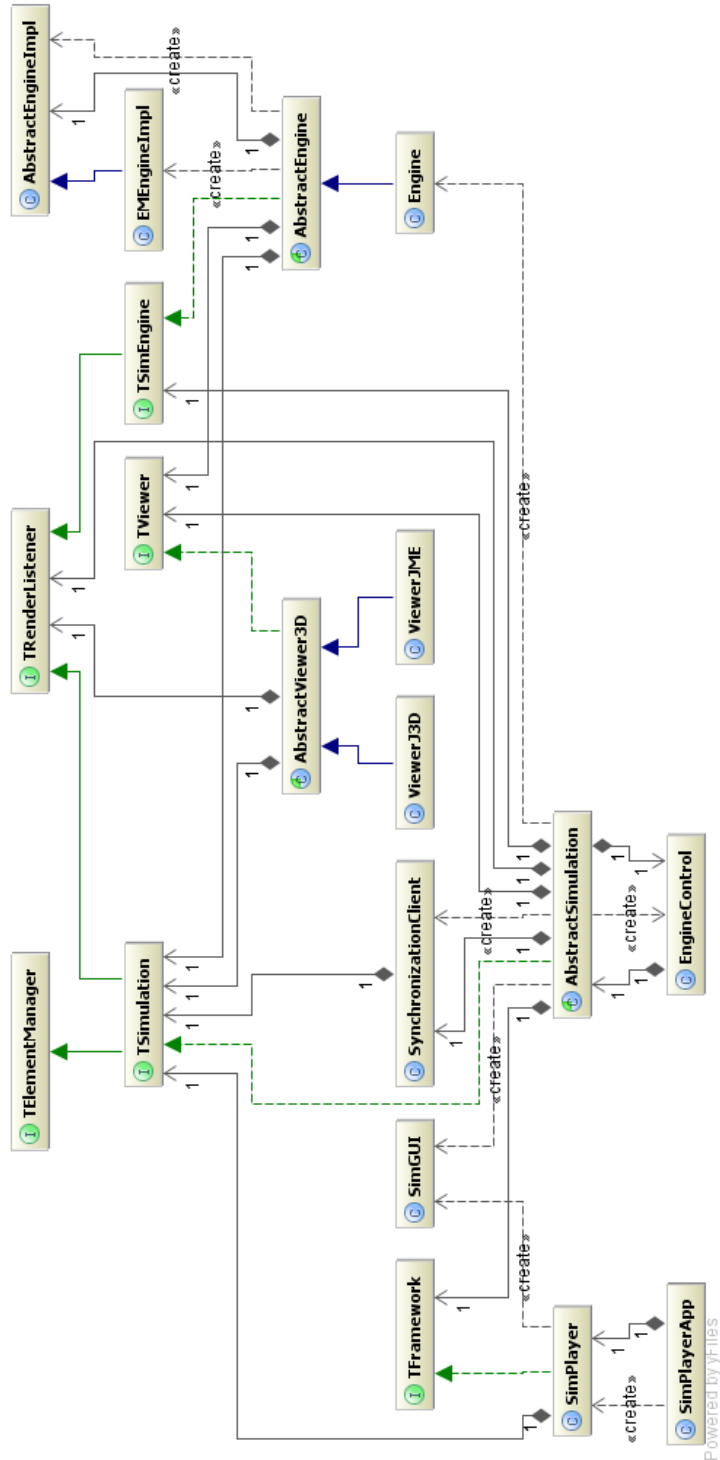 TElementManager
TRenderListener
AbstractEngineImpl
1
1
1
TSimulation
TViewer
TSimEngine
EMEngineImpl
«create»
1
1
1
1
1
1
1
«create»
1
1
1
1
1
AbstractViewer3D
AbstractEngine
1
TFramework
SimGUI
SynchronizationClient
ViewerJ3D
ViewerJME
Engine
1
1
«create»
«create»
«create»
«create»
1
1
1
1
1
1
SimPlayer
AbstractSimulation
1
1
1
«create»
«create»
1
1
1
SimPlayerApp
EngineControl
Powered by yFiles